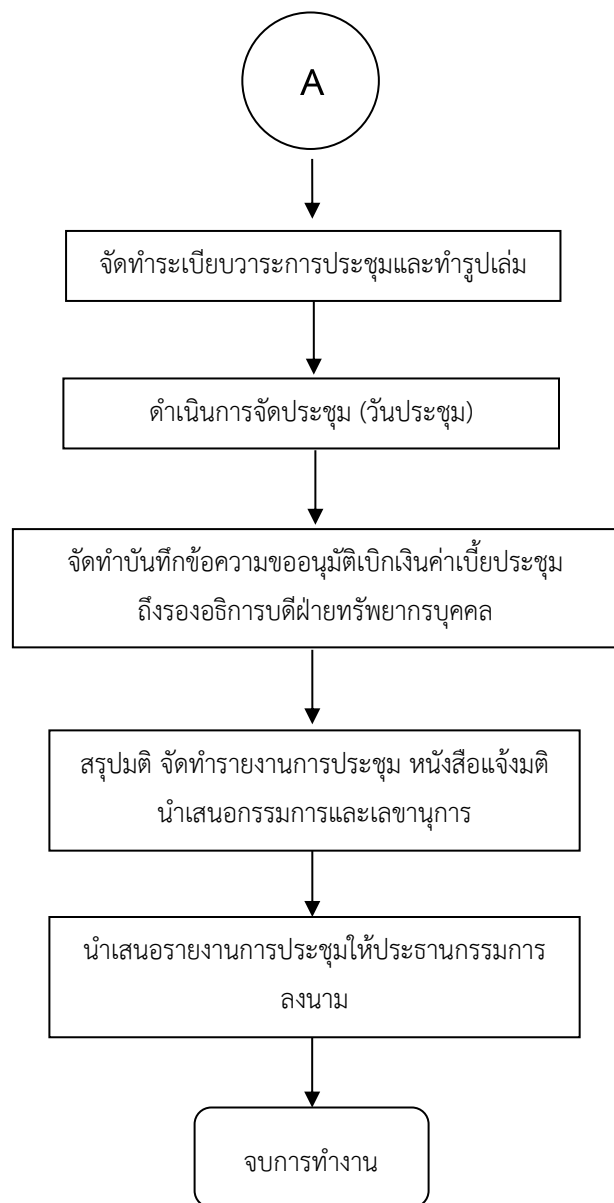 A
จัดทำระเบียบวาระการประชุมและทำรูปเล่ม
ดำเนินการจัดประชุม (วันประชุม)
จัดทำบันทึกข้อความขออนุมัติเบิกเงินค่าเบี้ยประชุม
ถึงรองอธิการบดีฝ่ายทรัพยากรบุคคล
สรุปมติ จัดทำรายงานการประชุม หนังสือแจ้งมติ
นำเสนอกรรมการและเลขานุการ
นำเสนอรายงานการประชุมให้ประธานกรรมการ
ลงนาม
จบการทำงาน